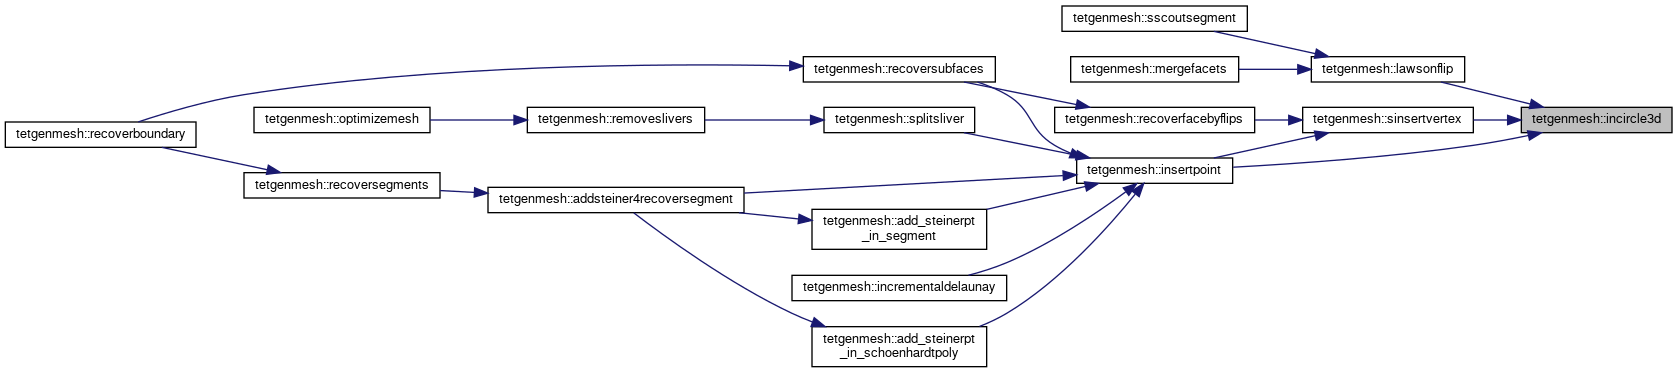 tetgenmesh::sscoutsegment
tetgenmesh::recoversubfaces
tetgenmesh::mergefacets
tetgenmesh::lawsonflip
tetgenmesh::recoverboundary
tetgenmesh::optimizemesh
tetgenmesh::removeslivers
tetgenmesh::splitsliver
tetgenmesh::recoverfacebyflips
tetgenmesh::sinsertvertex
tetgenmesh::incircle3d
tetgenmesh::insertpoint
tetgenmesh::recoversegments
tetgenmesh::addsteiner4recoversegment
tetgenmesh::add_steinerpt
_in_segment
tetgenmesh::incrementaldelaunay
tetgenmesh::add_steinerpt
_in_schoenhardtpoly